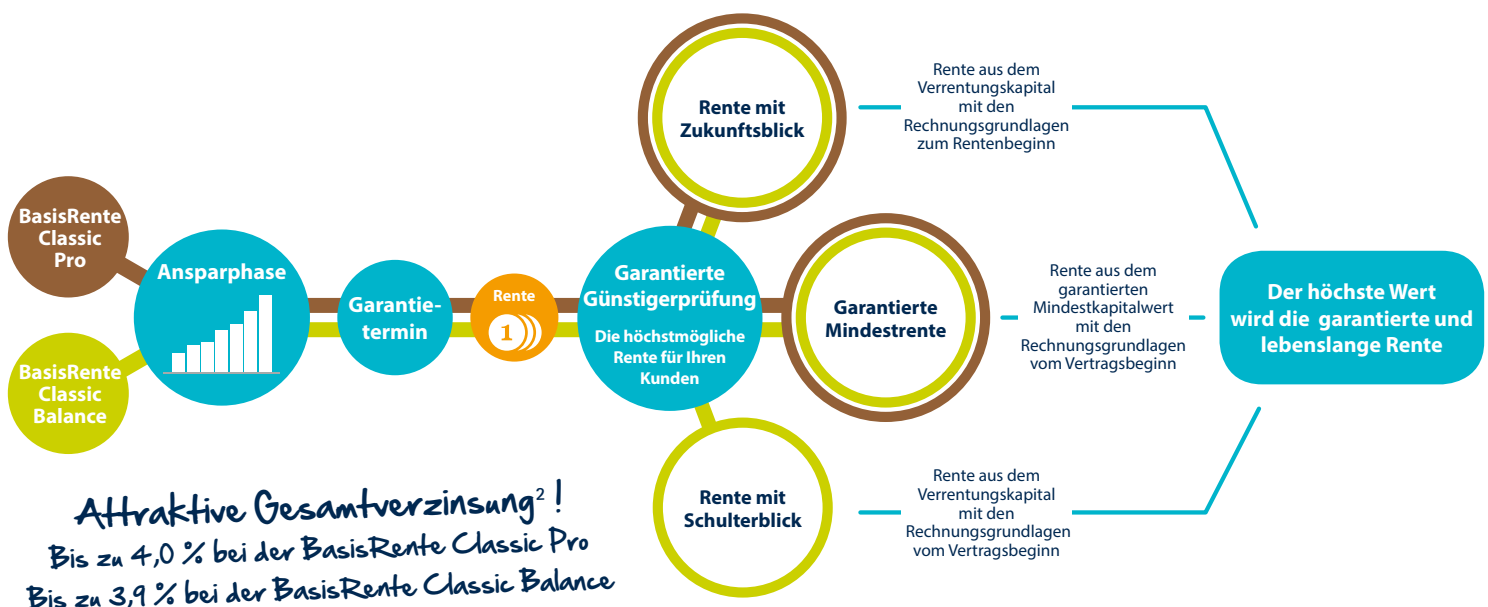 BasisRente
Classic
Pro
BasisRente
Classic
Balance
Ansparphase
Garantie-
termin
Rente
1
Garantierte
Günstigerprüfung
Die höchstmögliche
Rente für Ihren
Kunden
Rente mit
Zukunftsblick
Rente aus dem
Verrentungskapital
mit den
Rechnungsgrundlagen
zum Rentenbeginn
Garantierte
Mindestrente
Rente aus dem
garantierten
Mindestkapitalwert
mit den
Rechnungsgrundlagen
vom Vertragsbeginn
Rente mit
Schulterblick
Rente aus dem
Verrentungskapital
mit den
Rechnungsgrundlagen
vom Vertragsbeginn
Der höchste Wert
wird die garantierte und
lebenslange Rente
Attraktive Gesamtverzinsung² !
Bis zu 4,0 % bei der BasisRente Classic Pro
Bis zu 3,9 % bei der BasisRente Classic Balance